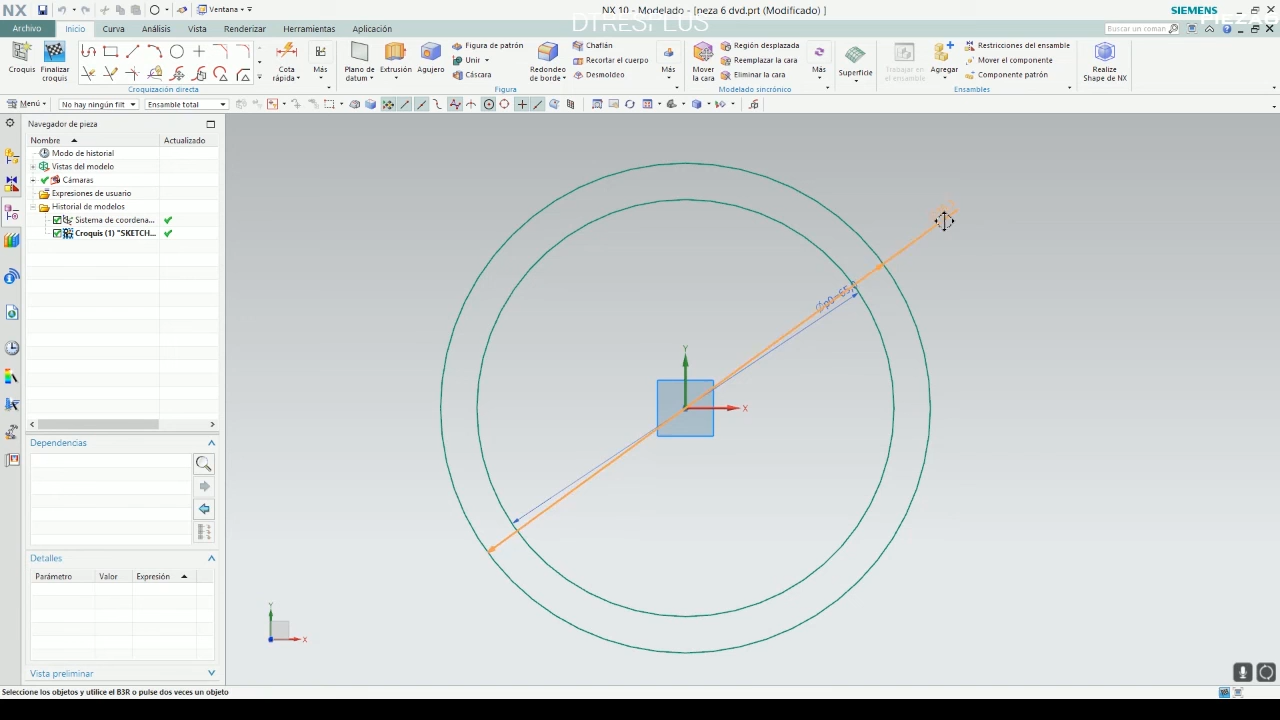 NX
Ventana
NX 10 - Modelado - [neza 6 dvd.prt (Modificado) ]
DTRESPLUS
SIEMENS
Archivo
Inicio
Curva
Análisis
Vista
Renderizar
Herramientas
Aplicación
Buscar un coman
Croquis
Finalizar
croquis
Croquización directa
Cota
rápida
Más
Plano de
datum
Extrusión
Agujero
Figura de patrón
Unir
Cáscara
Redondeo
de borde
Chaflán
Recortar el cuerpo
Desmoldeo
Más
Figura
Mover
la cara
Región desplazada
Reemplazar la cara
Eliminar la cara
Más
Modelado sincrónico
Superficie
Trabajar en
el ensamble
Agregar
Restricciones del ensamble
Mover el componente
Componente patrón
Ensambles
Realize
Shape de NX
Menú
No hay ningún filt
Ensamble total
Navegador de pieza
Nombre
Actualizado
Modo de historial
Vistas del modelo
Cámaras
Expresiones de usuario
Historial de modelos
Sistema de coordena...
Croquis (1) "SKETCH...
Dependencias
Detalles
Parámetro
Valor
Expresión
Vista preliminar
Y
X
Y
X
Seleccione los objetos y utilice el B3R o pulse dos veces un objeto